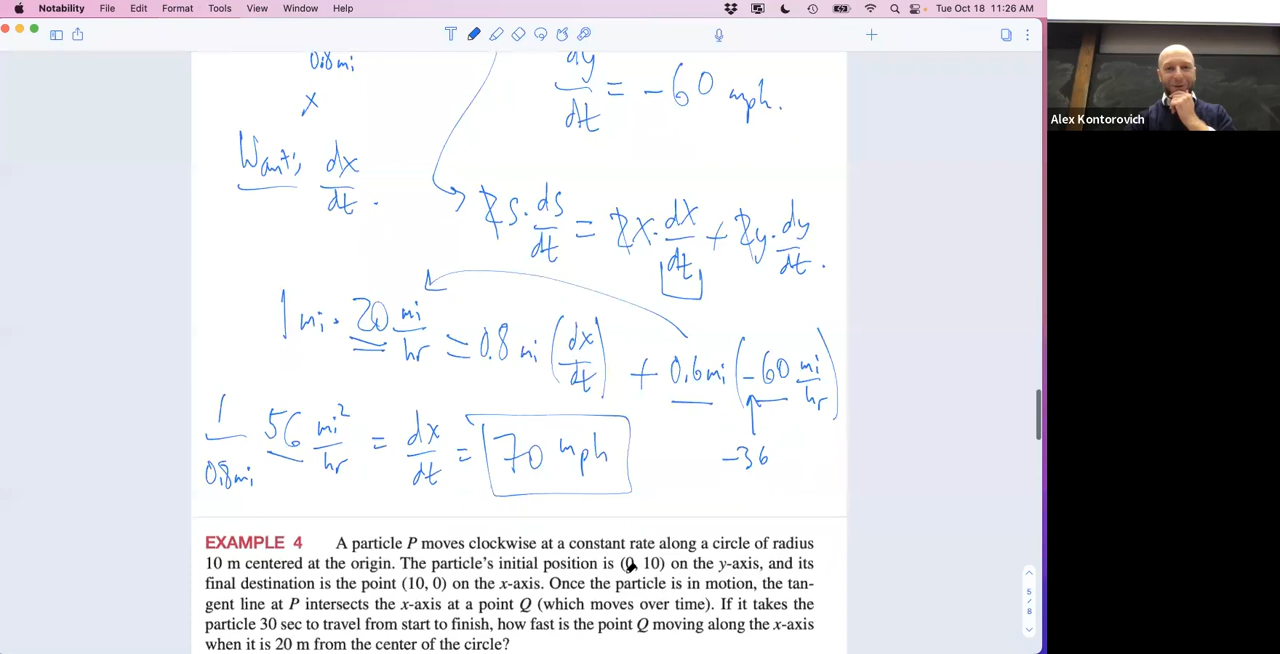 Notability File Edit Format Tools View Window Help Tue Oct 18 11:26 AM
0.8 mi
x
dy/dt = -60 mph.
Want: dx/dt.
2s · ds/dt = 2x · dx/dt + 2y · dy/dt.
1 mi · 20 mi/hr = 0.8 mi (dx/dt) + 0.6 mi (-60 mi/hr)
1/0.8mi 56 mi²/hr = dx/dt = 70 mph
-36
EXAMPLE 4 A particle P moves clockwise at a constant rate along a circle of radius
10 m centered at the origin. The particle's initial position is (0, 10) on the y-axis, and its
final destination is the point (10, 0) on the x-axis. Once the particle is in motion, the tan-
gent line at P intersects the x-axis at a point Q (which moves over time). If it takes the
particle 30 sec to travel from start to finish, how fast is the point Q moving along the x-axis
when it is 20 m from the center of the circle?
Alex Kontorovich
5
/
8